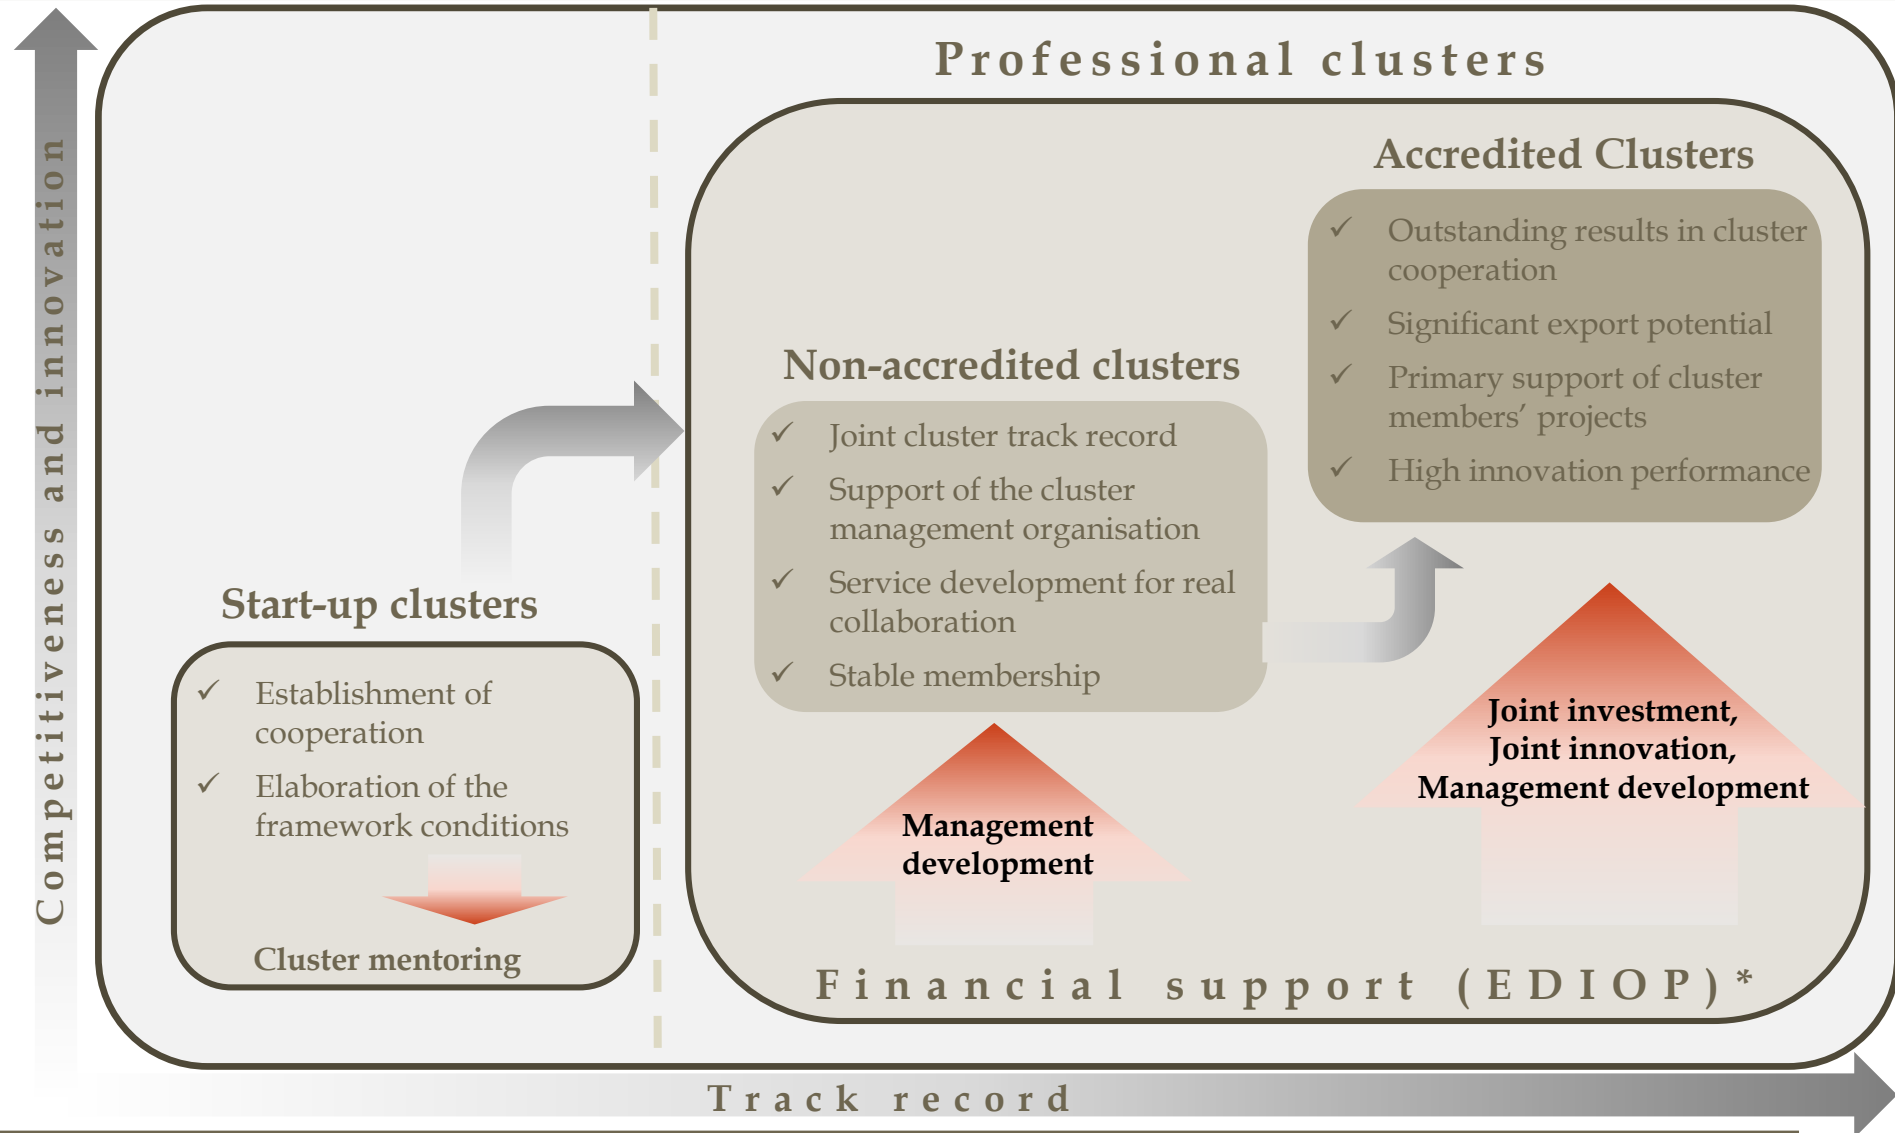 Competitiveness and innovation
Professional clusters
Accredited Clusters
✓ Outstanding results in cluster
cooperation
✓ Significant export potential
✓ Primary support of cluster
members’ projects
✓ High innovation performance
Non-accredited clusters
✓ Joint cluster track record
✓ Support of the cluster
management organisation
✓ Service development for real
collaboration
✓ Stable membership
Start-up clusters
✓ Establishment of
cooperation
✓ Elaboration of the
framework conditions
Cluster mentoring
Management
development
Joint investment,
Joint innovation,
Management development
Financial support (EDIOP)*
Track record